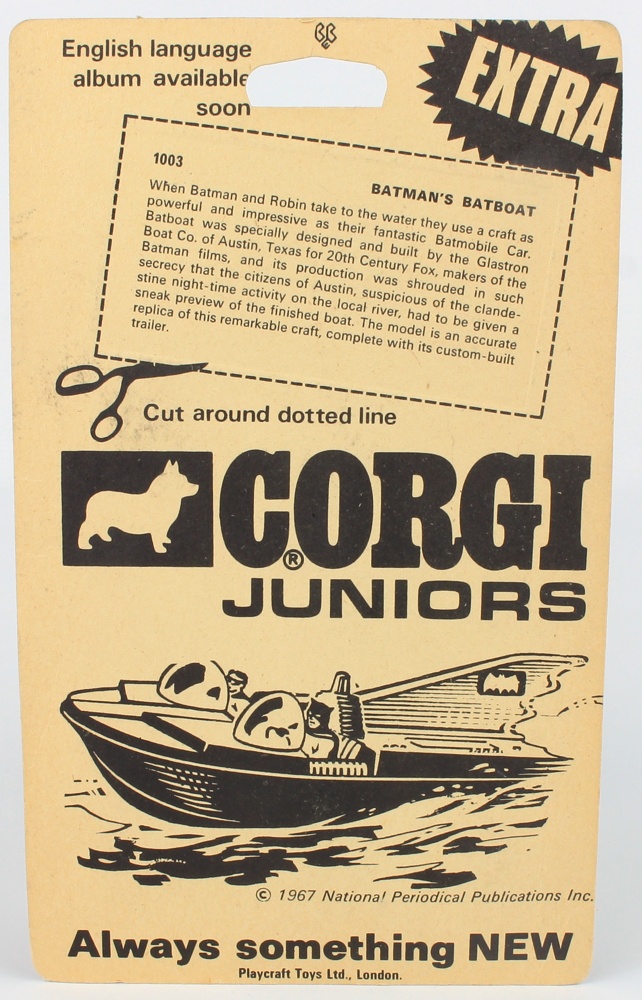 English language
album available
soon
EXTRA
1003
BATMAN'S BATBOAT
When Batman and Robin take to the water they use a craft as
powerful and impressive as their fantastic Batmobile Car.
Batboat was specially designed and built by the Glastron
Boat Co. of Austin, Texas for 20th Century Fox, makers of the
Batman films, and its production was shrouded in such
secrecy that the citizens of Austin, suspicious of the clande-
stine night-time activity on the local river, had to be given a
sneak preview of the finished boat. The model is an accurate
replica of this remarkable craft, complete with its custom-built
trailer.
Cut around dotted line
CORGI®
JUNIORS
© 1967 National Periodical Publications Inc.
Always something NEW
Playcraft Toys Ltd., London.